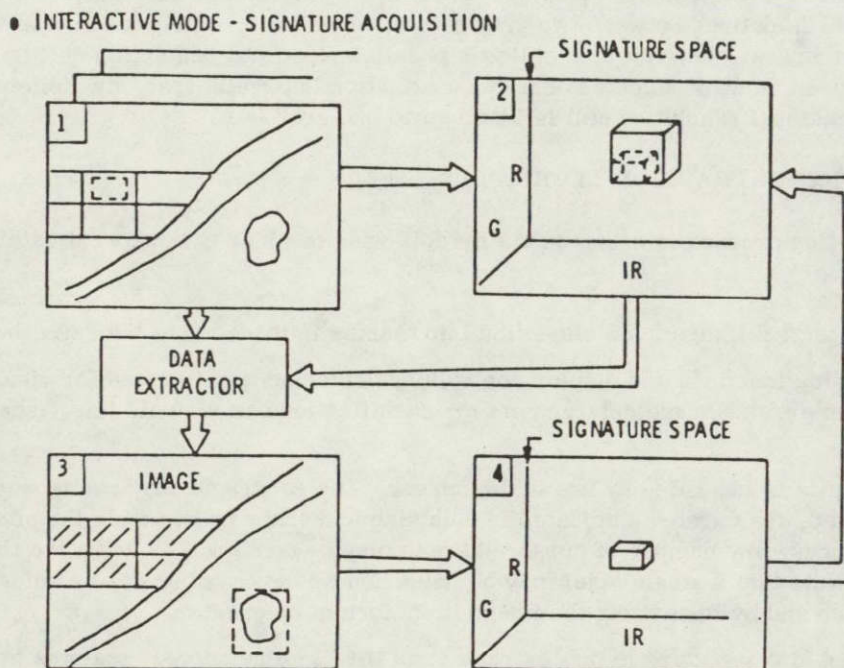 • INTERACTIVE MODE - SIGNATURE ACQUISITION
SIGNATURE SPACE
1
2
R
G
IR
DATA
EXTRACTOR
SIGNATURE SPACE
3
IMAGE
4
R
G
IR